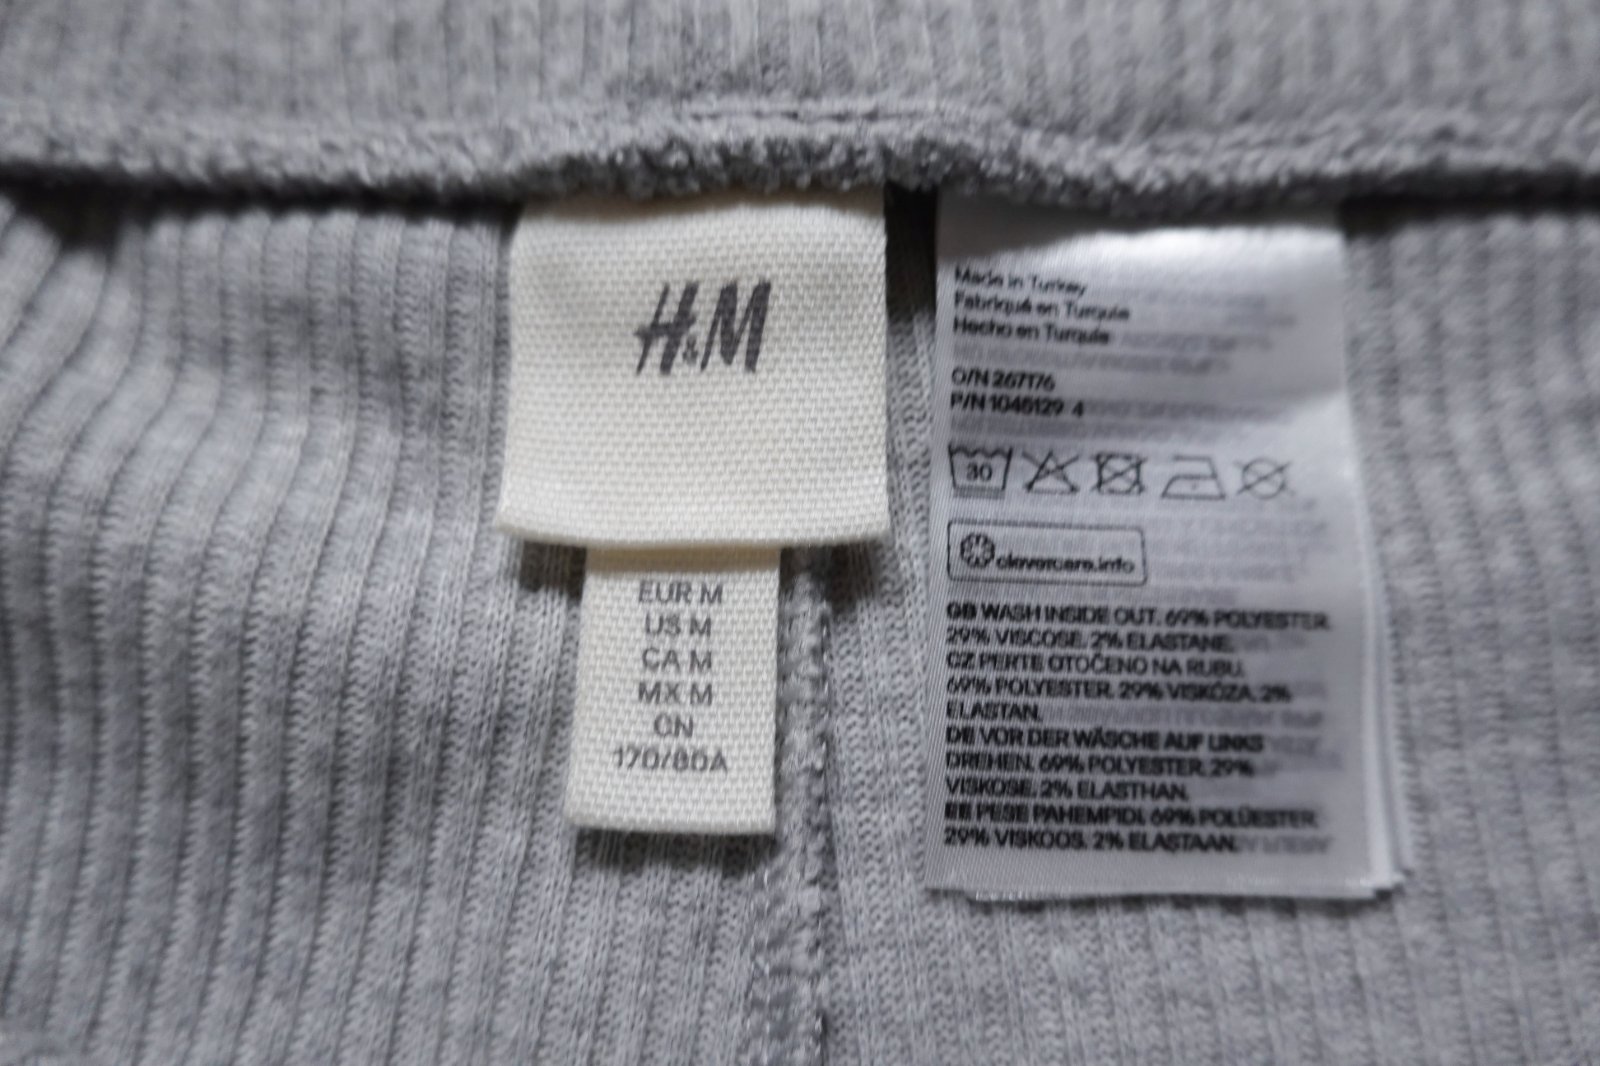 H&M
EUR M
US M
CA M
MX M
CN
170/80A
Made in Turkey
Fabriqué en Turquie
Hecho en Turquía
O/N 267176
P/N 1046129 4
30
clevercare.info
GB WASH INSIDE OUT. 69% POLYESTER.
29% VISCOSE. 2% ELASTANE.
CZ PERTE OTOČENO NA RUBU.
69% POLYESTER. 29% VISKÓZA. 2%
ELASTAN.
DE VOR DER WÄSCHE AUF LINKS
DREHEN. 69% POLYESTER. 29%
VISKOSE. 2% ELASTHAN.
EE PESE PAHEMPIDI. 69% POLÜESTER.
29% VISKOOS. 2% ELASTAAN.